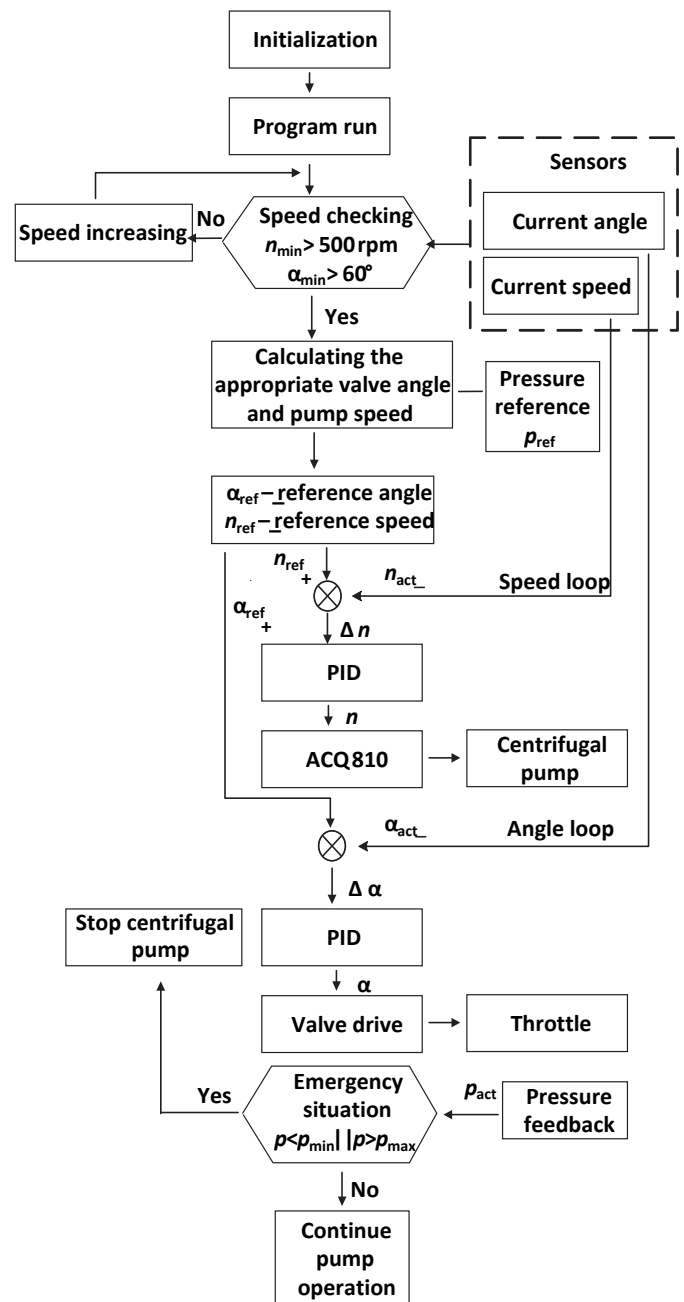 Initialization
Program run
Sensors
Current angle
Current speed
Speed increasing
No
Speed checking
nmin> 500 rpm
αmin> 60°
Yes
Calculating the
appropriate valve angle
and pump speed
Pressure
reference
pref
αref – reference angle
nref – reference speed
nref
+
nact_
Speed loop
αref
+
Δ n
PID
n
ACQ810
Centrifugal
pump
αact_
Angle loop
Δ α
Stop centrifugal
pump
PID
α
Valve drive
Throttle
Yes
Emergency
situation
p<pmin| |p>pmax
pact
Pressure
feedback
No
Continue
pump
operation